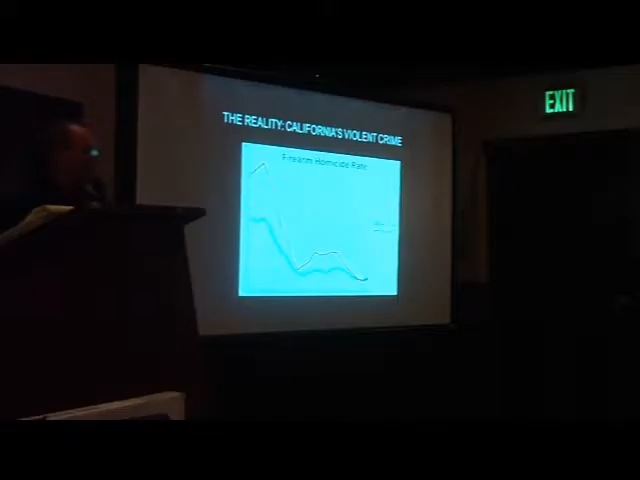 THE REALITY: CALIFORNIA'S VIOLENT CRIME
Firearm Homicide Rate
EXIT